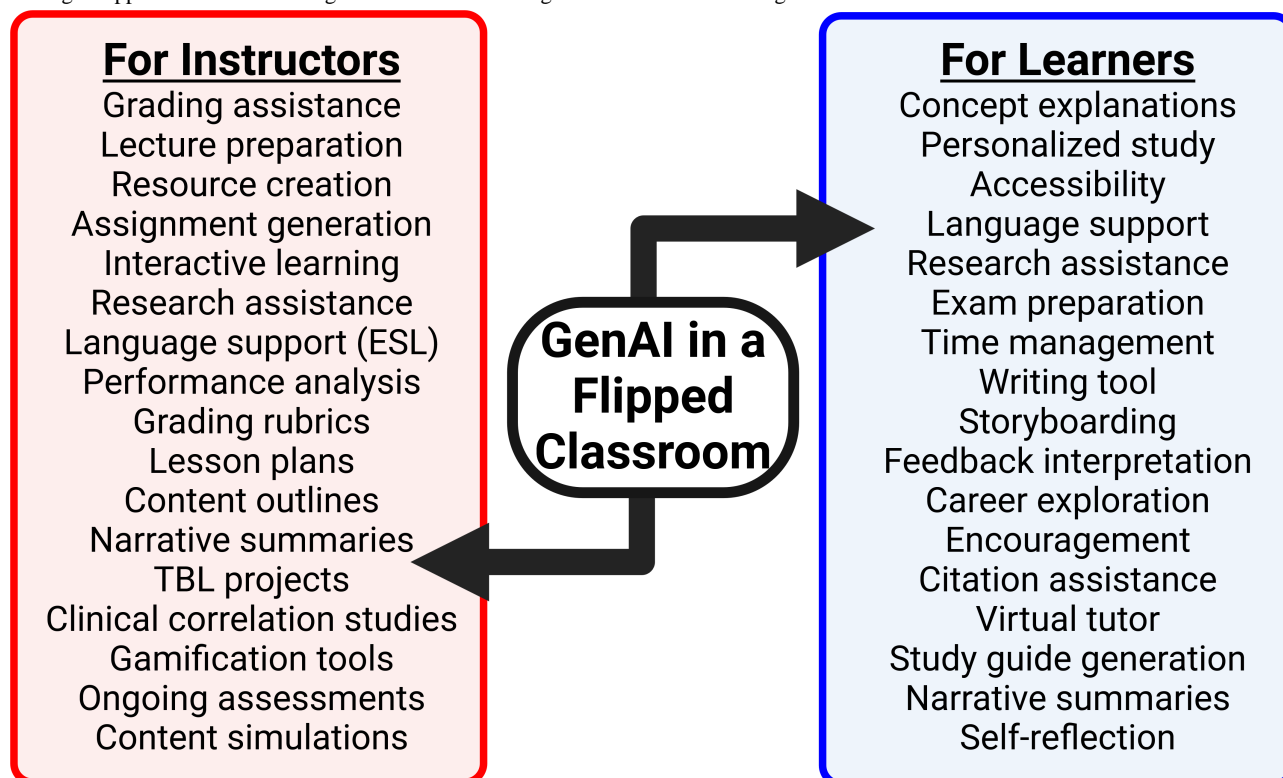 For Instructors
Grading assistance
Lecture preparation
Resource creation
Assignment generation
Interactive learning
Research assistance
Language support (ESL)
Performance analysis
Grading rubrics
Lesson plans
Content outlines
Narrative summaries
TBL projects
Clinical correlation studies
Gamification tools
Ongoing assessments
Content simulations
GenAI in a
Flipped
Classroom
For Learners
Concept explanations
Personalized study
Accessibility
Language support
Research assistance
Exam preparation
Time management
Writing tool
Storyboarding
Feedback interpretation
Career exploration
Encouragement
Citation assistance
Virtual tutor
Study guide generation
Narrative summaries
Self-reflection